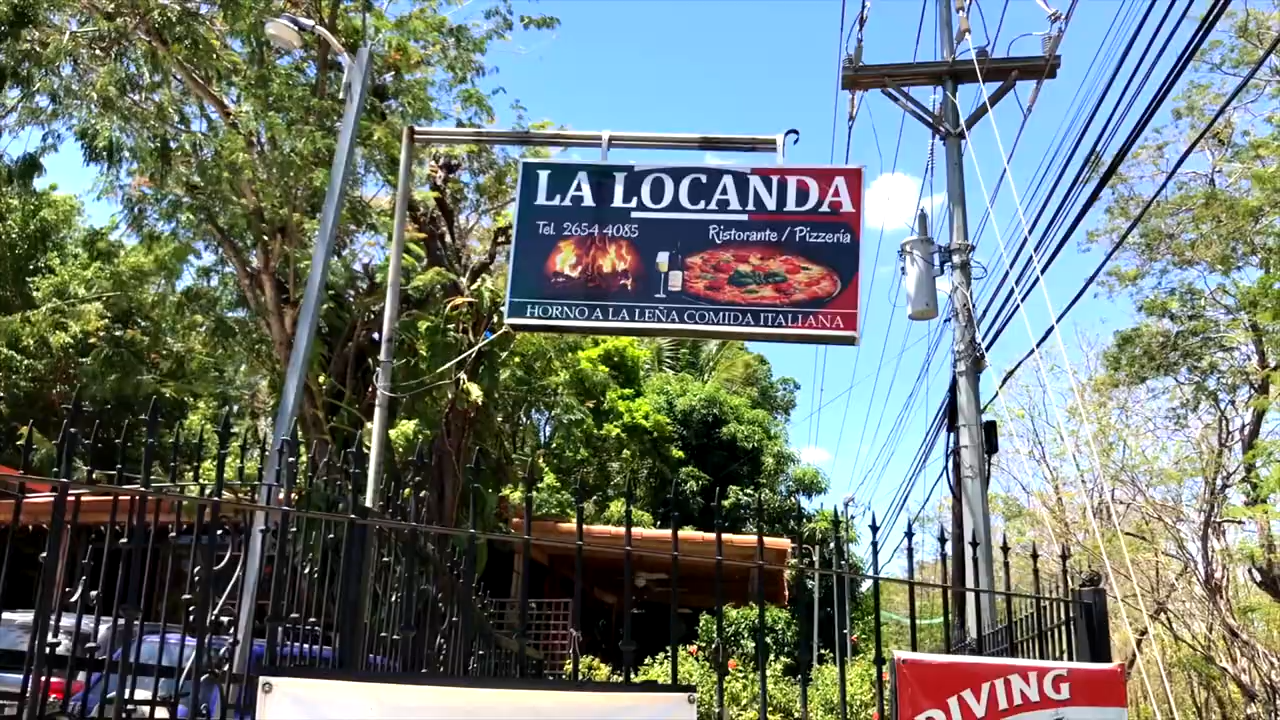 LA LOCANDA
Tel. 2654 4085
Ristorante / Pizzería
HORNO A LA LEÑA COMIDA ITALIANA
DIVING